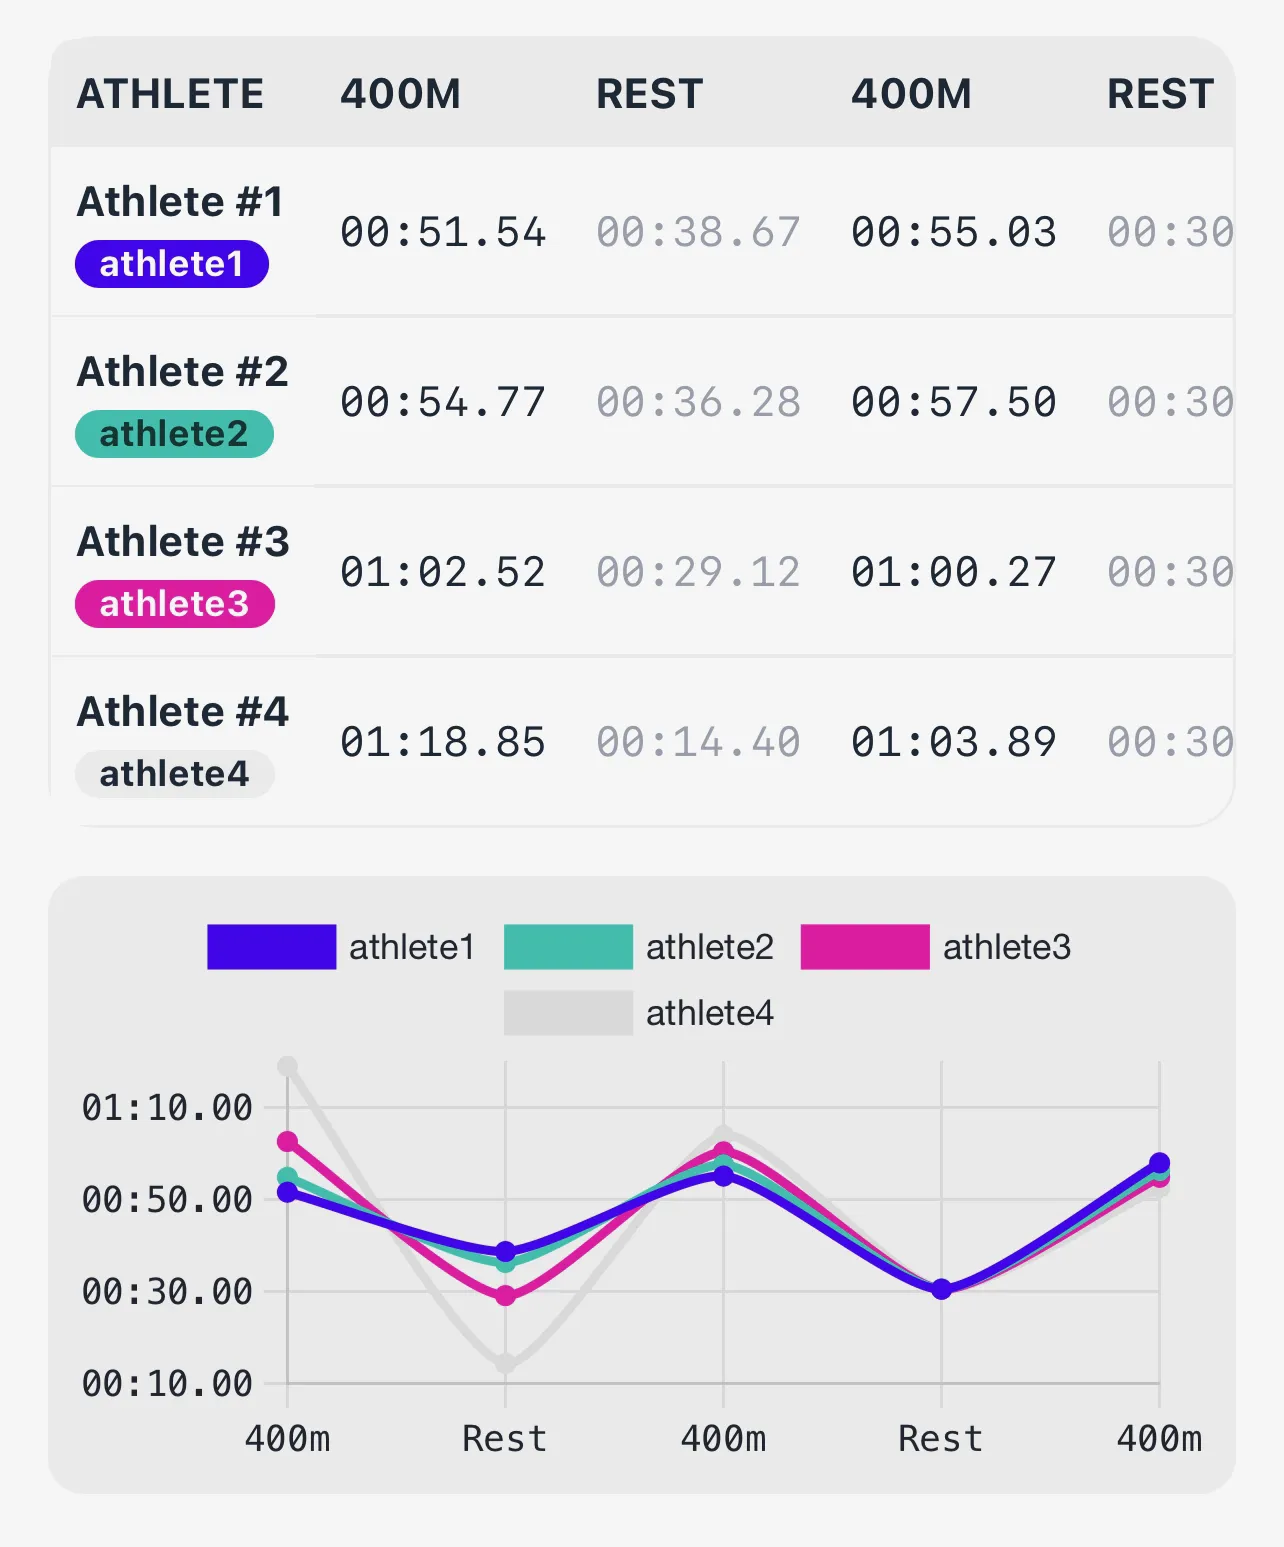 ATHLETE 400M REST 400M REST
Athlete #1
athlete1
00:51.54 00:38.67 00:55.03 00:30
Athlete #2
athlete2
00:54.77 00:36.28 00:57.50 00:30
Athlete #3
athlete3
01:02.52 00:29.12 01:00.27 00:30
Athlete #4
athlete4
01:18.85 00:14.40 01:03.89 00:30
athlete1 athlete2 athlete3
athlete4
01:10.00
00:50.00
00:30.00
00:10.00
400m Rest 400m Rest 400m